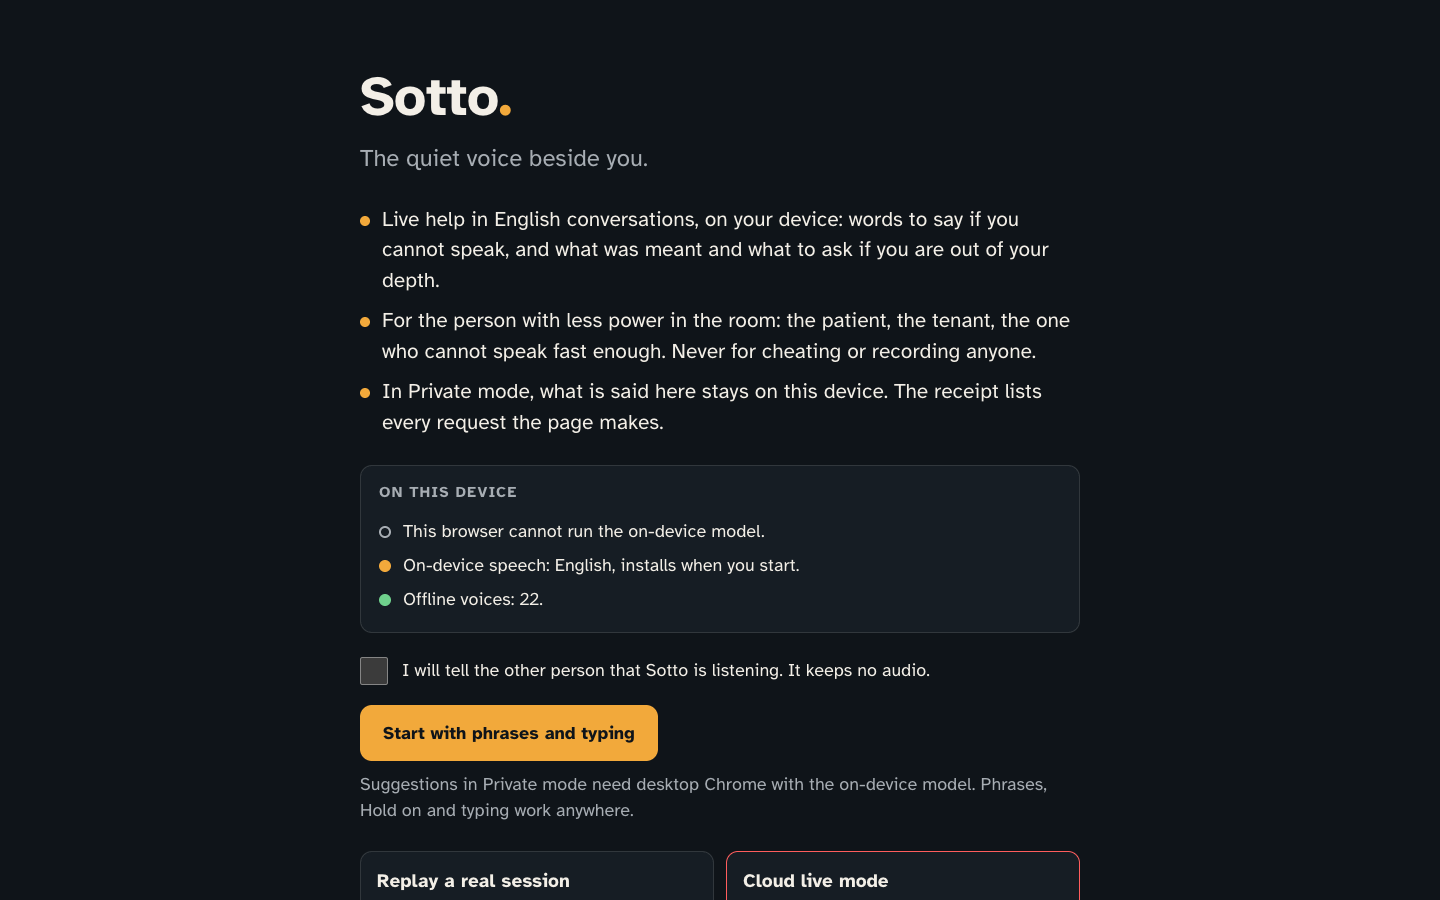 Sotto.
The quiet voice beside you.
Live help in English conversations, on your device: words to say if you
cannot speak, and what was meant and what to ask if you are out of your
depth.
For the person with less power in the room: the patient, the tenant, the one
who cannot speak fast enough. Never for cheating or recording anyone.
In Private mode, what is said here stays on this device. The receipt lists
every request the page makes.
ON THIS DEVICE
This browser cannot run the on-device model.
On-device speech: English, installs when you start.
Offline voices: 22.
I will tell the other person that Sotto is listening. It keeps no audio.
Start with phrases and typing
Suggestions in Private mode need desktop Chrome with the on-device model. Phrases,
Hold on and typing work anywhere.
Replay a real session
Cloud live mode